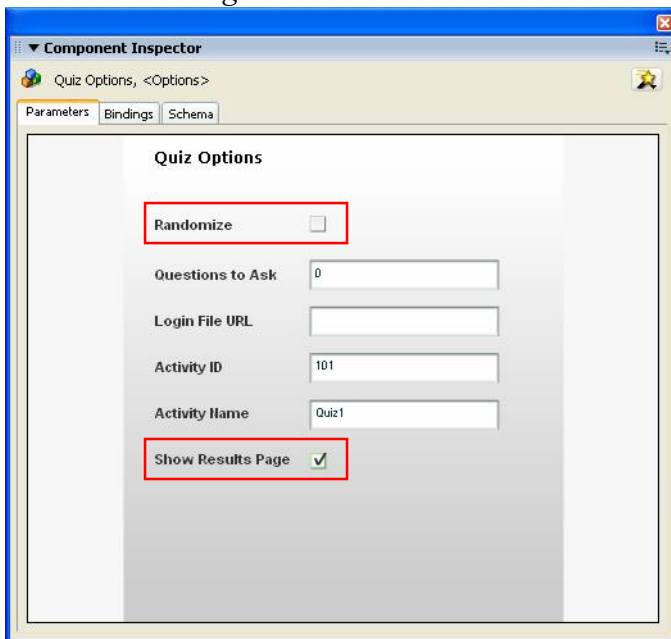 Component Inspector
Quiz Options, <Options>
Parameters Bindings Schema
Quiz Options
Randomize
Questions to Ask 0
Login File URL
Activity ID 101
Activity Name Quiz1
Show Results Page